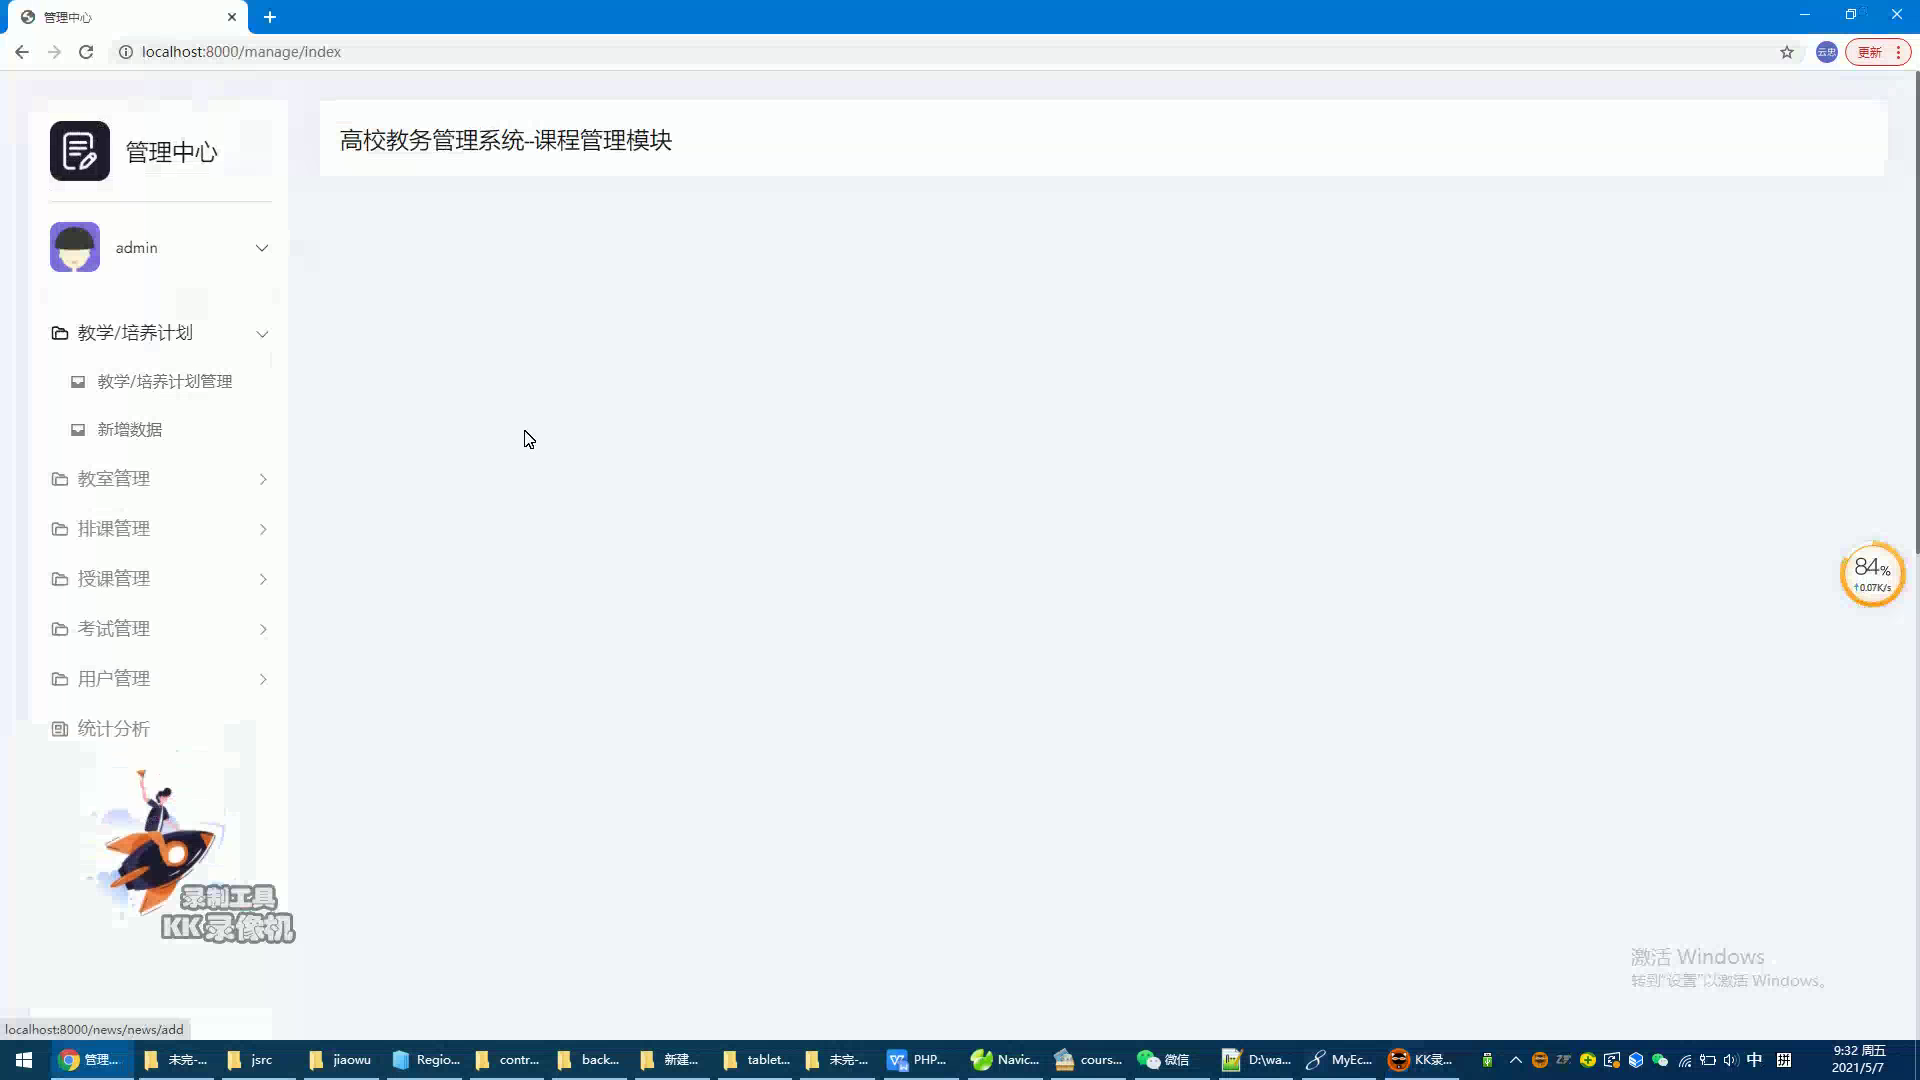 管理中心
localhost:8000/manage/index
云忠
更新
管理中心
高校教务管理系统--课程管理模块
admin
教学/培养计划
教学/培养计划管理
新增数据
教室管理
排课管理
授课管理
考试管理
用户管理
统计分析
84%
↑0.07K/s
录制工具
KK录像机
激活 Windows
转到"设置"以激活 Windows。
localhost:8000/news/news/add
管理...
未完-...
jsrc
jiaowu
Regio...
contr...
back...
新建...
tablet...
未完-...
PHP...
Navic...
cours...
微信
D:\wa...
MyEc...
KK录...
中
拼
9:32 周五
2021/5/7